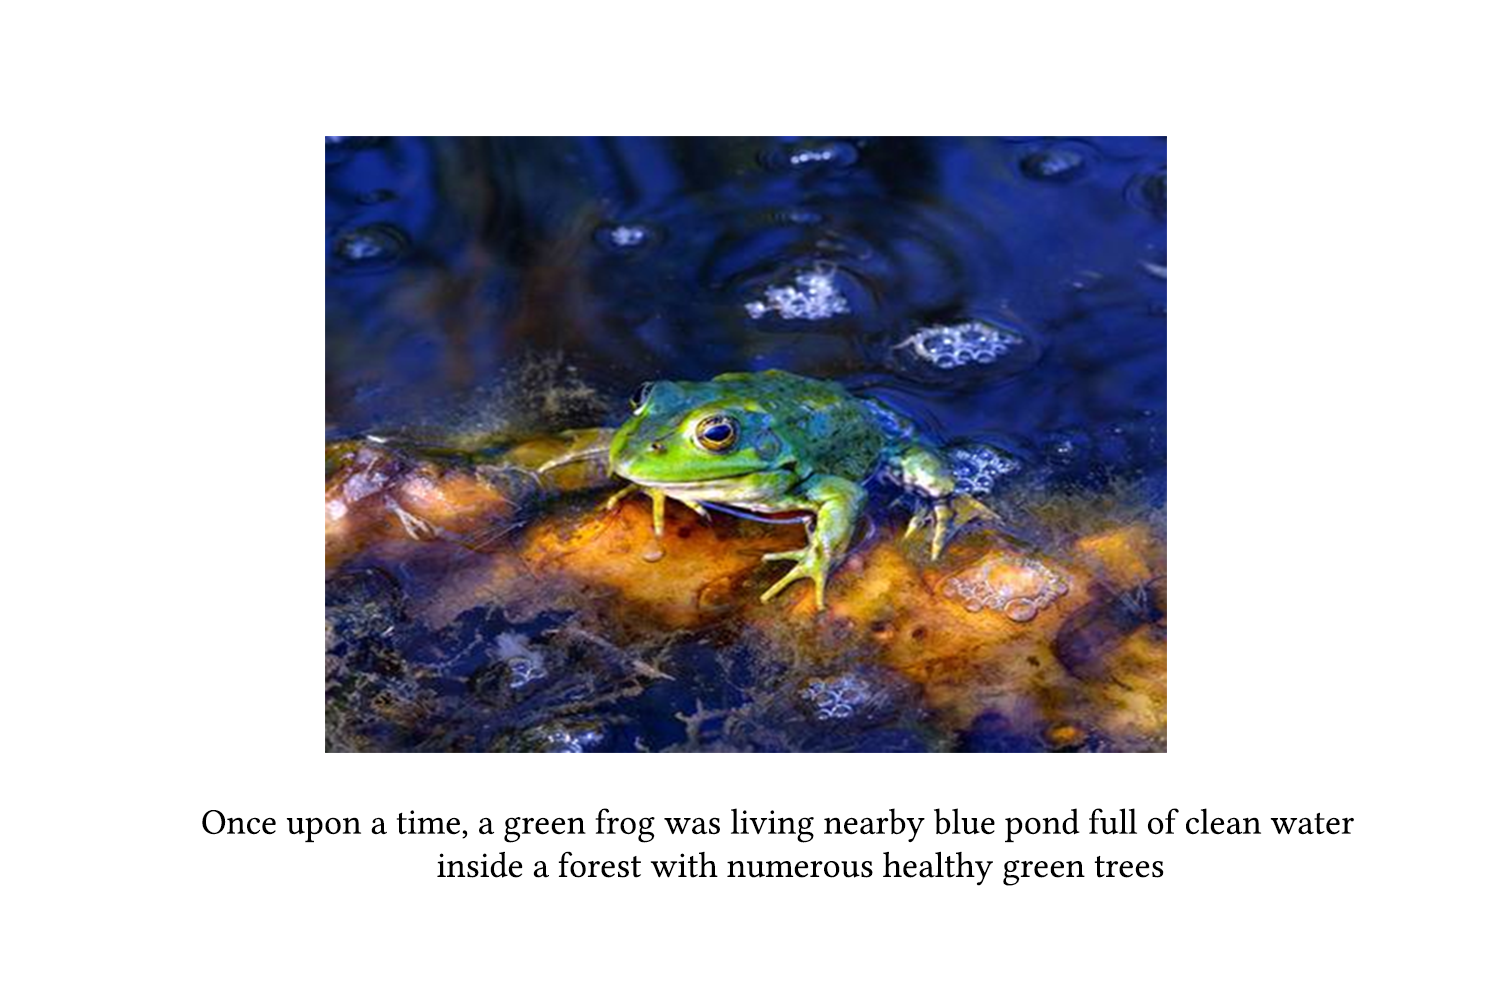 Once upon a time, a green frog was living nearby blue pond full of clean water
inside a forest with numerous healthy green trees